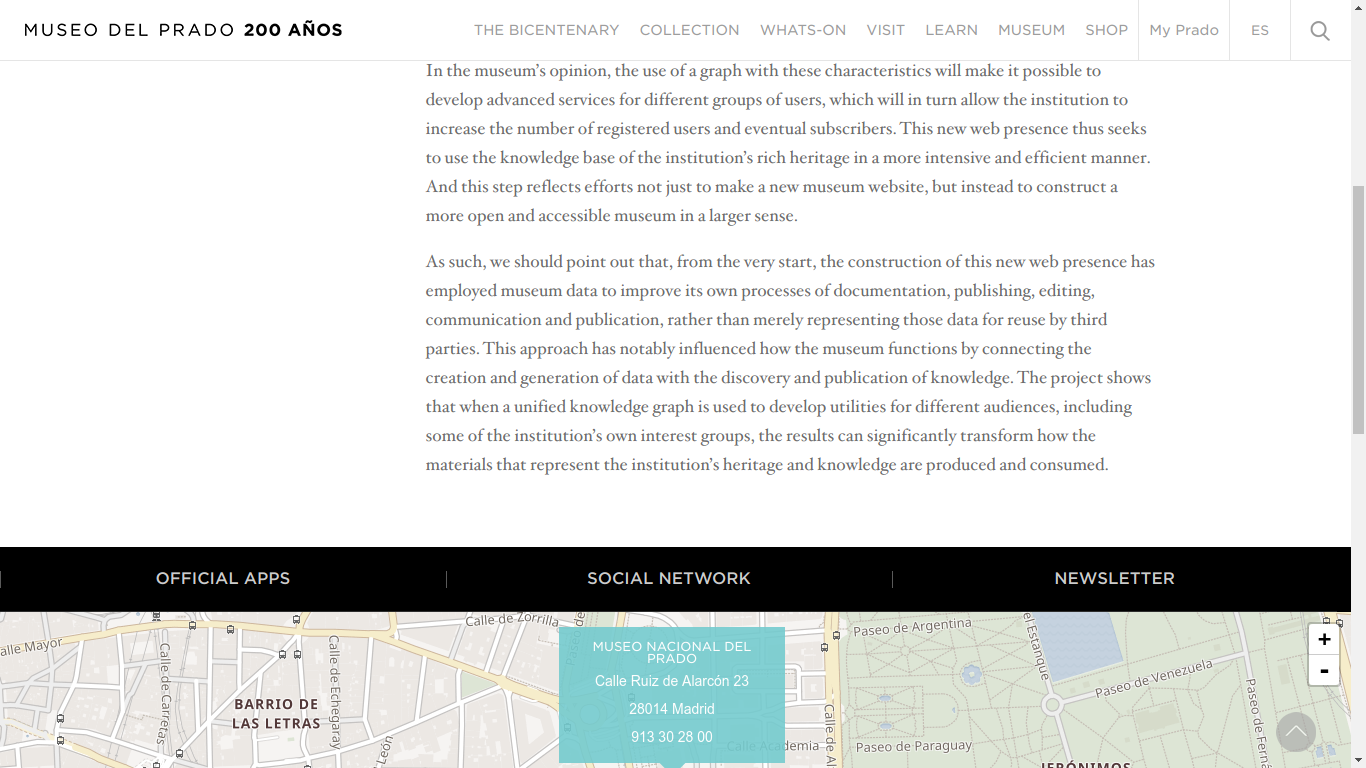 MUSEO DEL PRADO 200 AÑOS
THE BICENTENARY COLLECTION WHATS-ON VISIT LEARN MUSEUM SHOP My Prado ES
In the museum’s opinion, the use of a graph with these characteristics will make it possible to
develop advanced services for different groups of users, which will in turn allow the institution to
increase the number of registered users and eventual subscribers. This new web presence thus seeks
to use the knowledge base of the institution’s rich heritage in a more intensive and efficient manner.
And this step reflects efforts not just to make a new museum website, but instead to construct a
more open and accessible museum in a larger sense.
As such, we should point out that, from the very start, the construction of this new web presence has
employed museum data to improve its own processes of documentation, publishing, editing,
communication and publication, rather than merely representing those data for reuse by third
parties. This approach has notably influenced how the museum functions by connecting the
creation and generation of data with the discovery and publication of knowledge. The project shows
that when a unified knowledge graph is used to develop utilities for different audiences, including
some of the institution’s own interest groups, the results can significantly transform how the
materials that represent the institution’s heritage and knowledge are produced and consumed.
OFFICIAL APPS
SOCIAL NETWORK
NEWSLETTER
alle Mayor
Calle de Carretas
Calle de Echegaray
León
BARRIO DE
LAS LETRAS
Calle de Zorrilla
MUSEO NACIONAL DEL
PRADO
Calle Ruiz de Alarcón 23
28014 Madrid
913 30 28 00
Calle Academia
Calle de Al
Paseo de Argentina
el Estanque
Paseo de Venezuela
Paseo de Paraguay
Paseo de Ferná
JERÓNIMOS
+
-